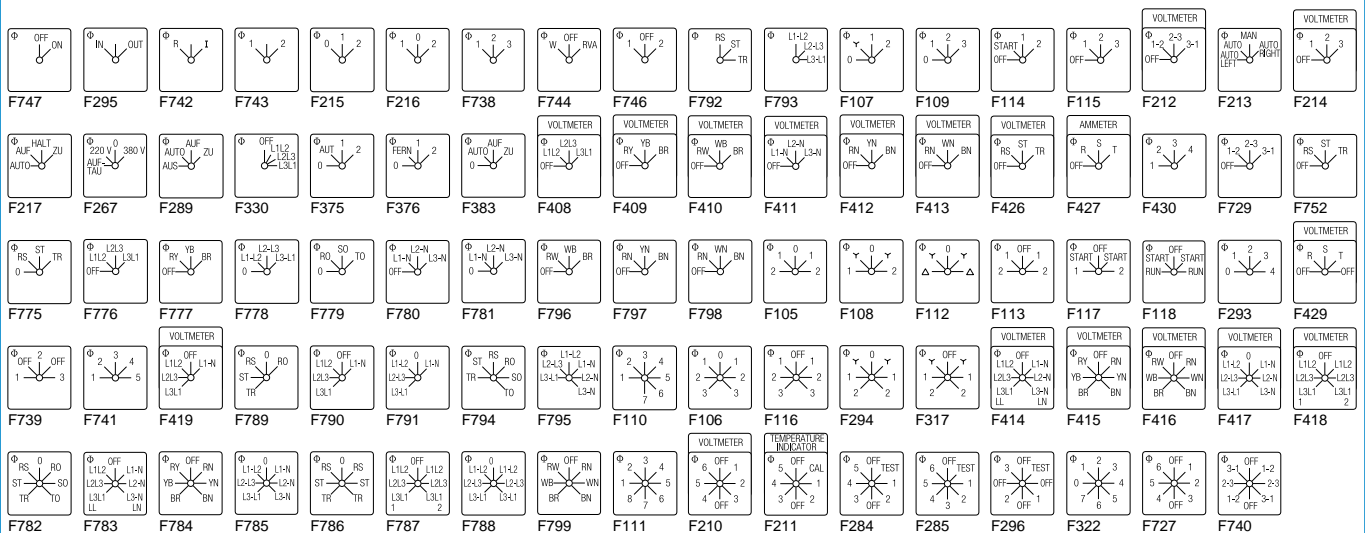 VOLTMETER VOLTMETER
Φ OFF ON
Φ IN OUT
Φ R I
Φ 1 2
Φ 0 1 2
Φ 1 0 2
Φ 1 2 3
Φ W RVA
Φ 1 OFF 2
Φ RS ST TR
Φ L1-L2 L2-L3 L3-L1
Φ 0 Y 1 2
Φ 0 1 2 3
Φ OFF START 1 2
Φ OFF 1 2 3
Φ OFF 1-2 2-3 3-1
Φ AUTO LEFT AUTO MAN AUTO RIGHT
Φ OFF 1 2 3
F747 F295 F742 F743 F215 F216 F738 F744 F746 F792 F793 F107 F109 F114 F115 F212 F213 F214
VOLTMETER VOLTMETER VOLTMETER VOLTMETER VOLTMETER VOLTMETER VOLTMETER AMMETER
Φ AUTO AUF HALT ZU
Φ AUF-TAU 220 V 0 380 V
Φ AUS AUTO AUF ZU
Φ OFF L1L2 L2L3 L3L1
Φ 0 AUT 1 2
Φ 0 FERN 1 2
Φ 0 AUTO AUF ZU
Φ OFF L1L2 L2L3 L3L1
Φ OFF RY YB BR
Φ OFF RW WB BR
Φ OFF L1-N L2-N L3-N
Φ OFF RN YN BN
Φ OFF RN WN BN
Φ OFF RS ST TR
Φ OFF R S T
Φ 1 2 3 4
Φ OFF 1-2 2-3 3-1
Φ OFF RS ST TR
F217 F267 F289 F330 F375 F376 F383 F408 F409 F410 F411 F412 F413 F426 F427 F430 F729 F752
VOLTMETER
Φ 0 RS ST TR
Φ OFF L1L2 L2L3 L3L1
Φ OFF RY YB BR
Φ 0 L1-L2 L2-L3 L3-L1
Φ 0 RO SO TO
Φ OFF L1-N L2-N L3-N
Φ 0 L1-N L2-N L3-N
Φ OFF RW WB BR
Φ OFF RN YN BN
Φ OFF RN WN BN
Φ 2 1 0 1 2
Φ 1 Y 0 Y 2
Φ △ Y 0 Y △
Φ 2 1 OFF 1 2
Φ 1 START OFF START 2
Φ RUN START OFF START RUN
Φ 0 1 2 3 4
Φ OFF R S T OFF
F775 F776 F777 F778 F779 F780 F781 F796 F797 F798 F105 F108 F112 F113 F117 F118 F293 F429
VOLTMETER VOLTMETER VOLTMETER VOLTMETER VOLTMETER VOLTMETER
Φ 1 OFF 2 OFF 3
Φ 1 2 3 4 5
Φ L3L1 L2L3 L1L2 OFF L1-N
Φ TR ST RS 0 RO
Φ L3L1 L2L3 L1L2 OFF L1-N
Φ L3-L1 L2-L3 L1-L2 0 L1-N
Φ TR ST RS RO SO TO
Φ L3-L1 L2-L3 L1-L2 L1-N L2-N L3-N
Φ 1 2 3 4 5 6 7
Φ 3 2 1 0 1 2 3
Φ 3 2 1 OFF 1 2 3
Φ 2 1 Y 0 Y 1 2
Φ 2 1 Y OFF Y 1 2
Φ L3L1 L2L3 L1L2 OFF L1-N L2-N L3-N LL LN
Φ BR YB RY OFF RN YN BN
Φ BR WB RW OFF RN WN BN
Φ L3-L1 L2-L3 L1-L2 0 L1-N L2-N L3-N
Φ L3L1 L2L3 L1L2 OFF L1L2 L2L3 L3L1 1 2
F739 F741 F419 F789 F790 F791 F794 F795 F110 F106 F116 F294 F317 F414 F415 F416 F417 F418
VOLTMETER TEMPERATURE INDICATOR
Φ TR ST RS 0 RO SO TO
Φ L3L1 L2L3 L1L2 OFF L1-N L2-N L3-N LL LN
Φ BR YB RY OFF RN YN BN
Φ L3-L1 L2-L3 L1-L2 0 L1-N L2-N L3-N
Φ TR ST RS 0 RS ST TR
Φ L3L1 L2L3 L1L2 OFF L1L2 L2L3 L3L1 1 2
Φ L3-L1 L2-L3 L1-L2 0 L1-L2 L2-L3 L3-L1
Φ BR WB RW OFF RN WN BN
Φ 1 2 3 4 5 6 7 8
Φ OFF 1 2 3 OFF 4 5 6
Φ OFF CAL 1 2 OFF 3 4 5
Φ OFF TEST 1 2 OFF 3 4 5
Φ OFF TEST 1 2 3 4 5 6
Φ OFF TEST OFF 1 OFF 2 OFF 3
Φ 0 1 2 3 4 5 6 7
Φ OFF 1 2 3 OFF 4 5 6
Φ OFF 1-2 2-3 3-1 OFF 1-2 2-3 3-1
F782 F783 F784 F785 F786 F787 F788 F799 F111 F210 F211 F284 F285 F296 F322 F727 F740